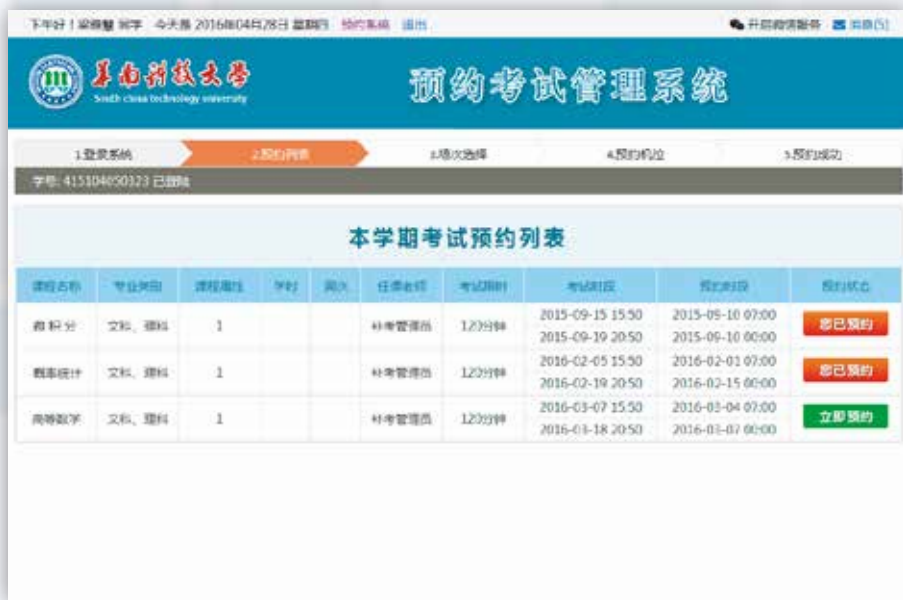 下午好！梁雅慧 同学 今天是 2016年04月28日 星期四 预约系统 退出 开启微信服务 消息(5)
华南科技大学 预约考试管理系统
South china technology university
1.登录系统 2.预约列表 3.场次选择 4.预约机位 5.预约成功
学号: 415104050323 已登陆
本学期考试预约列表
课程名称 专业类别 课程属性 学时 周次 任课老师 考试限时 考试时段 预约时段 预约状态
微积分 文科、理科 1 补考管理员 120分钟 2015-09-15 15:50 2015-09-10 07:00 您已预约
2015-09-19 20:50 2015-09-10 00:00
概率统计 文科、理科 1 补考管理员 120分钟 2016-02-05 15:50 2016-02-01 07:00 您已预约
2016-02-19 20:50 2016-02-15 00:00
高等数学 文科、理科 1 补考管理员 120分钟 2016-03-07 15:50 2016-03-04 07:00 立即预约
2016-03-18 20:50 2016-03-07 00:00